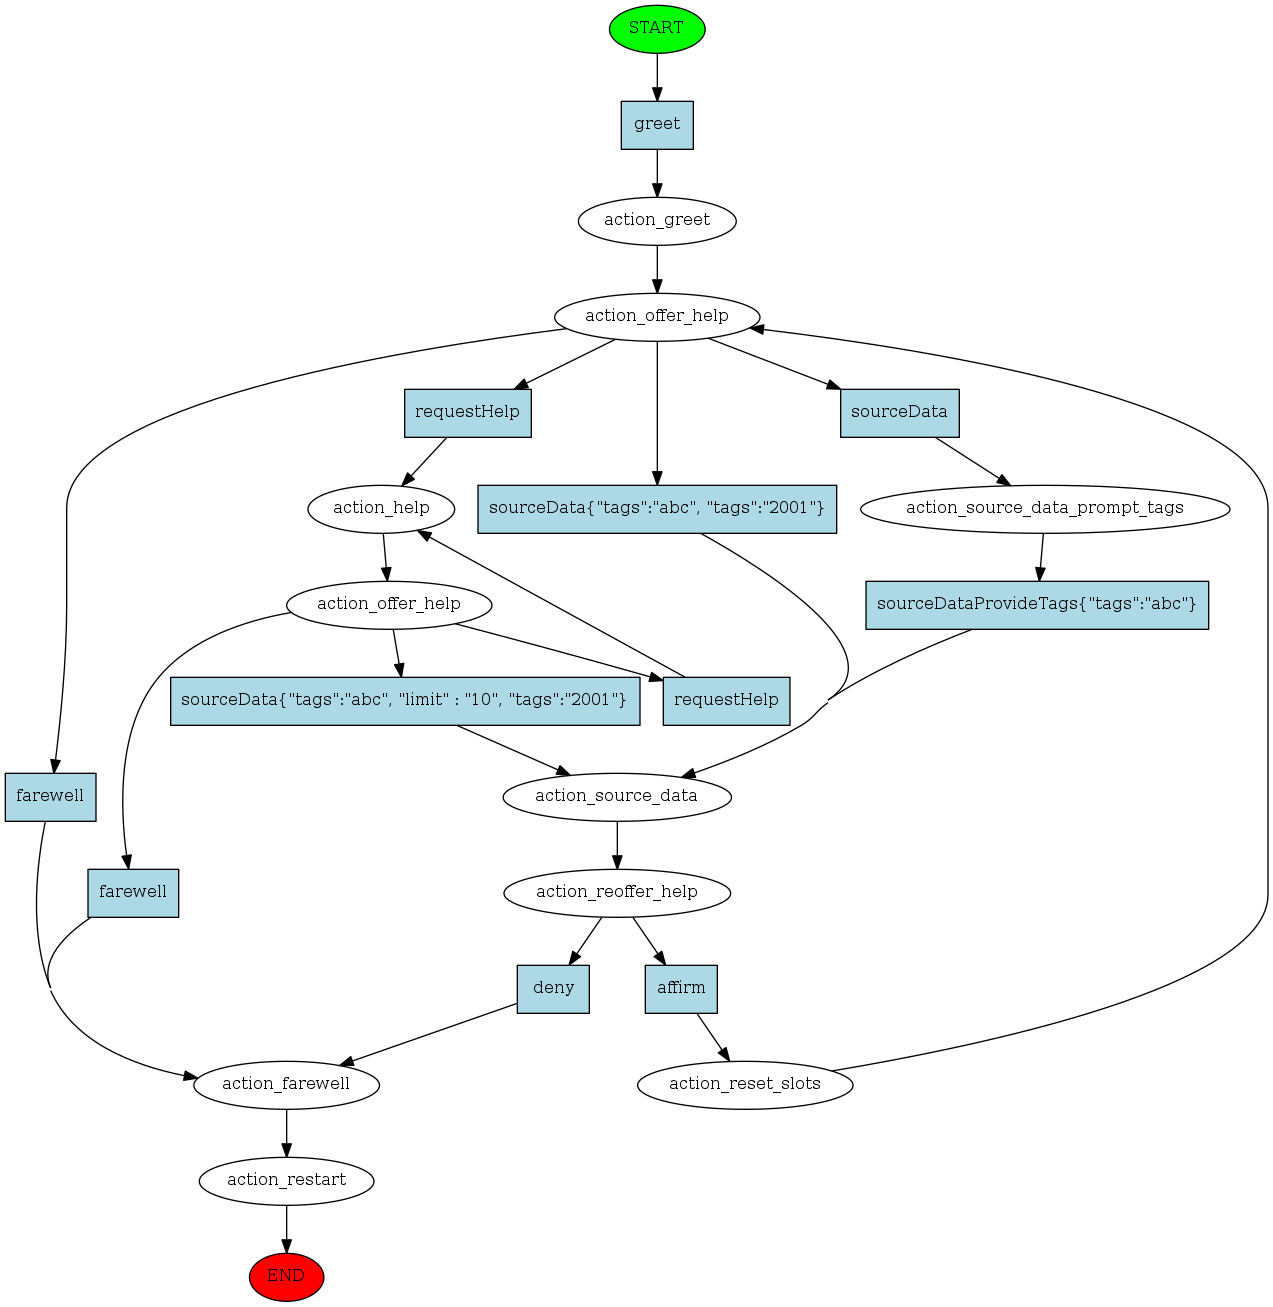 START
greet
action_greet
action_offer_help
requestHelp
sourceData
action_help
sourceData{"tags":"abc", "tags":"2001"}
action_source_data_prompt_tags
action_offer_help
sourceDataProvideTags{"tags":"abc"}
sourceData{"tags":"abc", "limit" : "10", "tags":"2001"}
requestHelp
farewell
action_source_data
farewell
action_reoffer_help
deny
affirm
action_farewell
action_reset_slots
action_restart
END